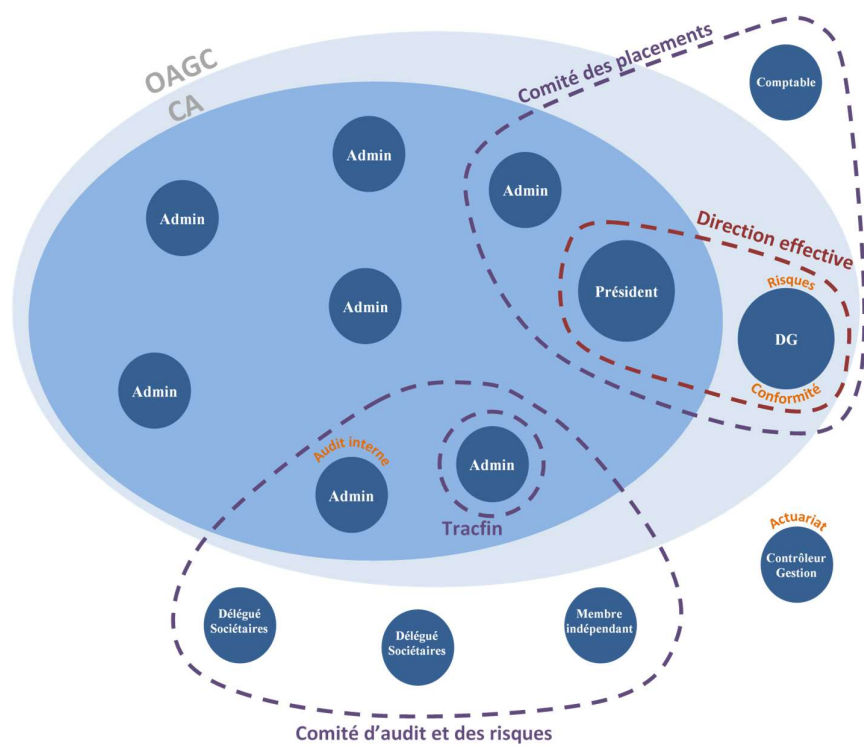 OAGC
CA
Comité des placements
Comptable
Admin
Admin
Admin
Direction effective
Président
Risques
DG
Conformité
Admin
Admin
Audit interne
Admin
Admin
Tracfin
Actuariat
Contrôleur
Gestion
Délégué
Sociétaires
Délégué
Sociétaires
Membre
indépendant
Comité d’audit et des risques